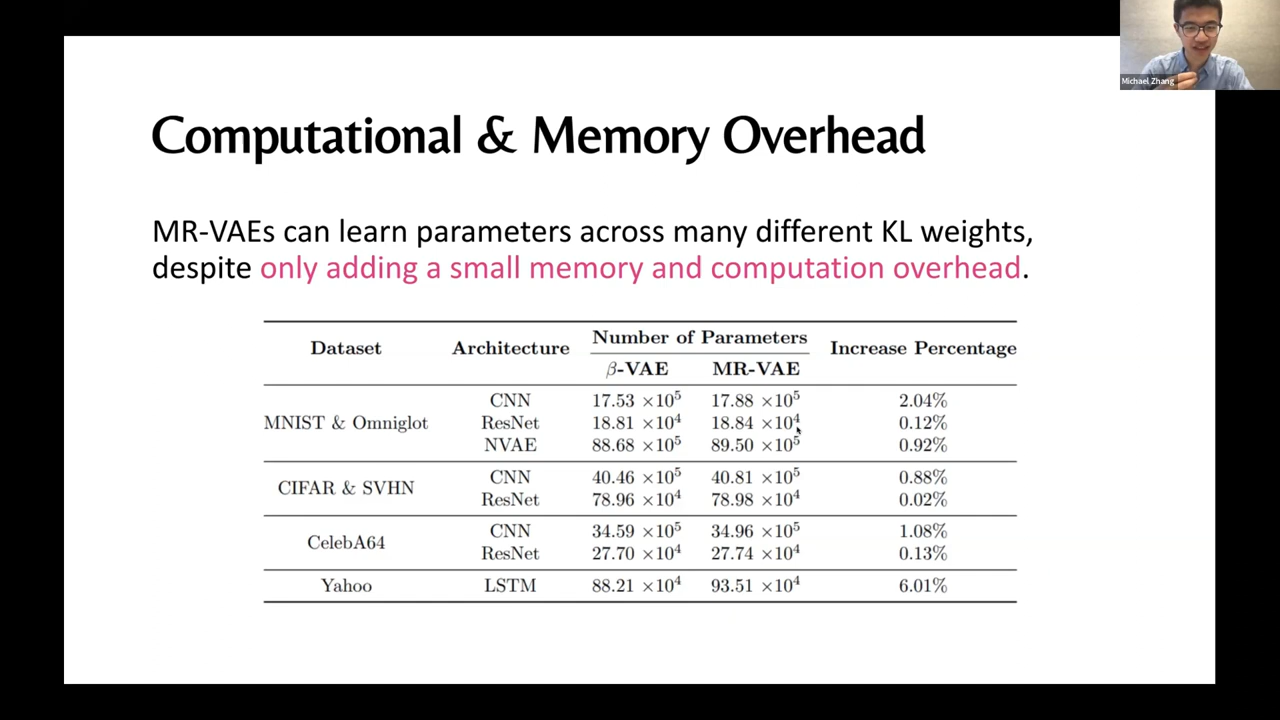 Michael Zhang
Computational & Memory Overhead
MR-VAEs can learn parameters across many different KL weights,
despite only adding a small memory and computation overhead.
Dataset Architecture Number of Parameters Increase Percentage
β-VAE MR-VAE
MNIST & Omniglot CNN 17.53 ×10⁵ 17.88 ×10⁵ 2.04%
ResNet 18.81 ×10⁴ 18.84 ×10⁴ 0.12%
NVAE 88.68 ×10⁵ 89.50 ×10⁵ 0.92%
CIFAR & SVHN CNN 40.46 ×10⁵ 40.81 ×10⁵ 0.88%
ResNet 78.96 ×10⁴ 78.98 ×10⁴ 0.02%
CelebA64 CNN 34.59 ×10⁵ 34.96 ×10⁵ 1.08%
ResNet 27.70 ×10⁴ 27.74 ×10⁴ 0.13%
Yahoo LSTM 88.21 ×10⁴ 93.51 ×10⁴ 6.01%